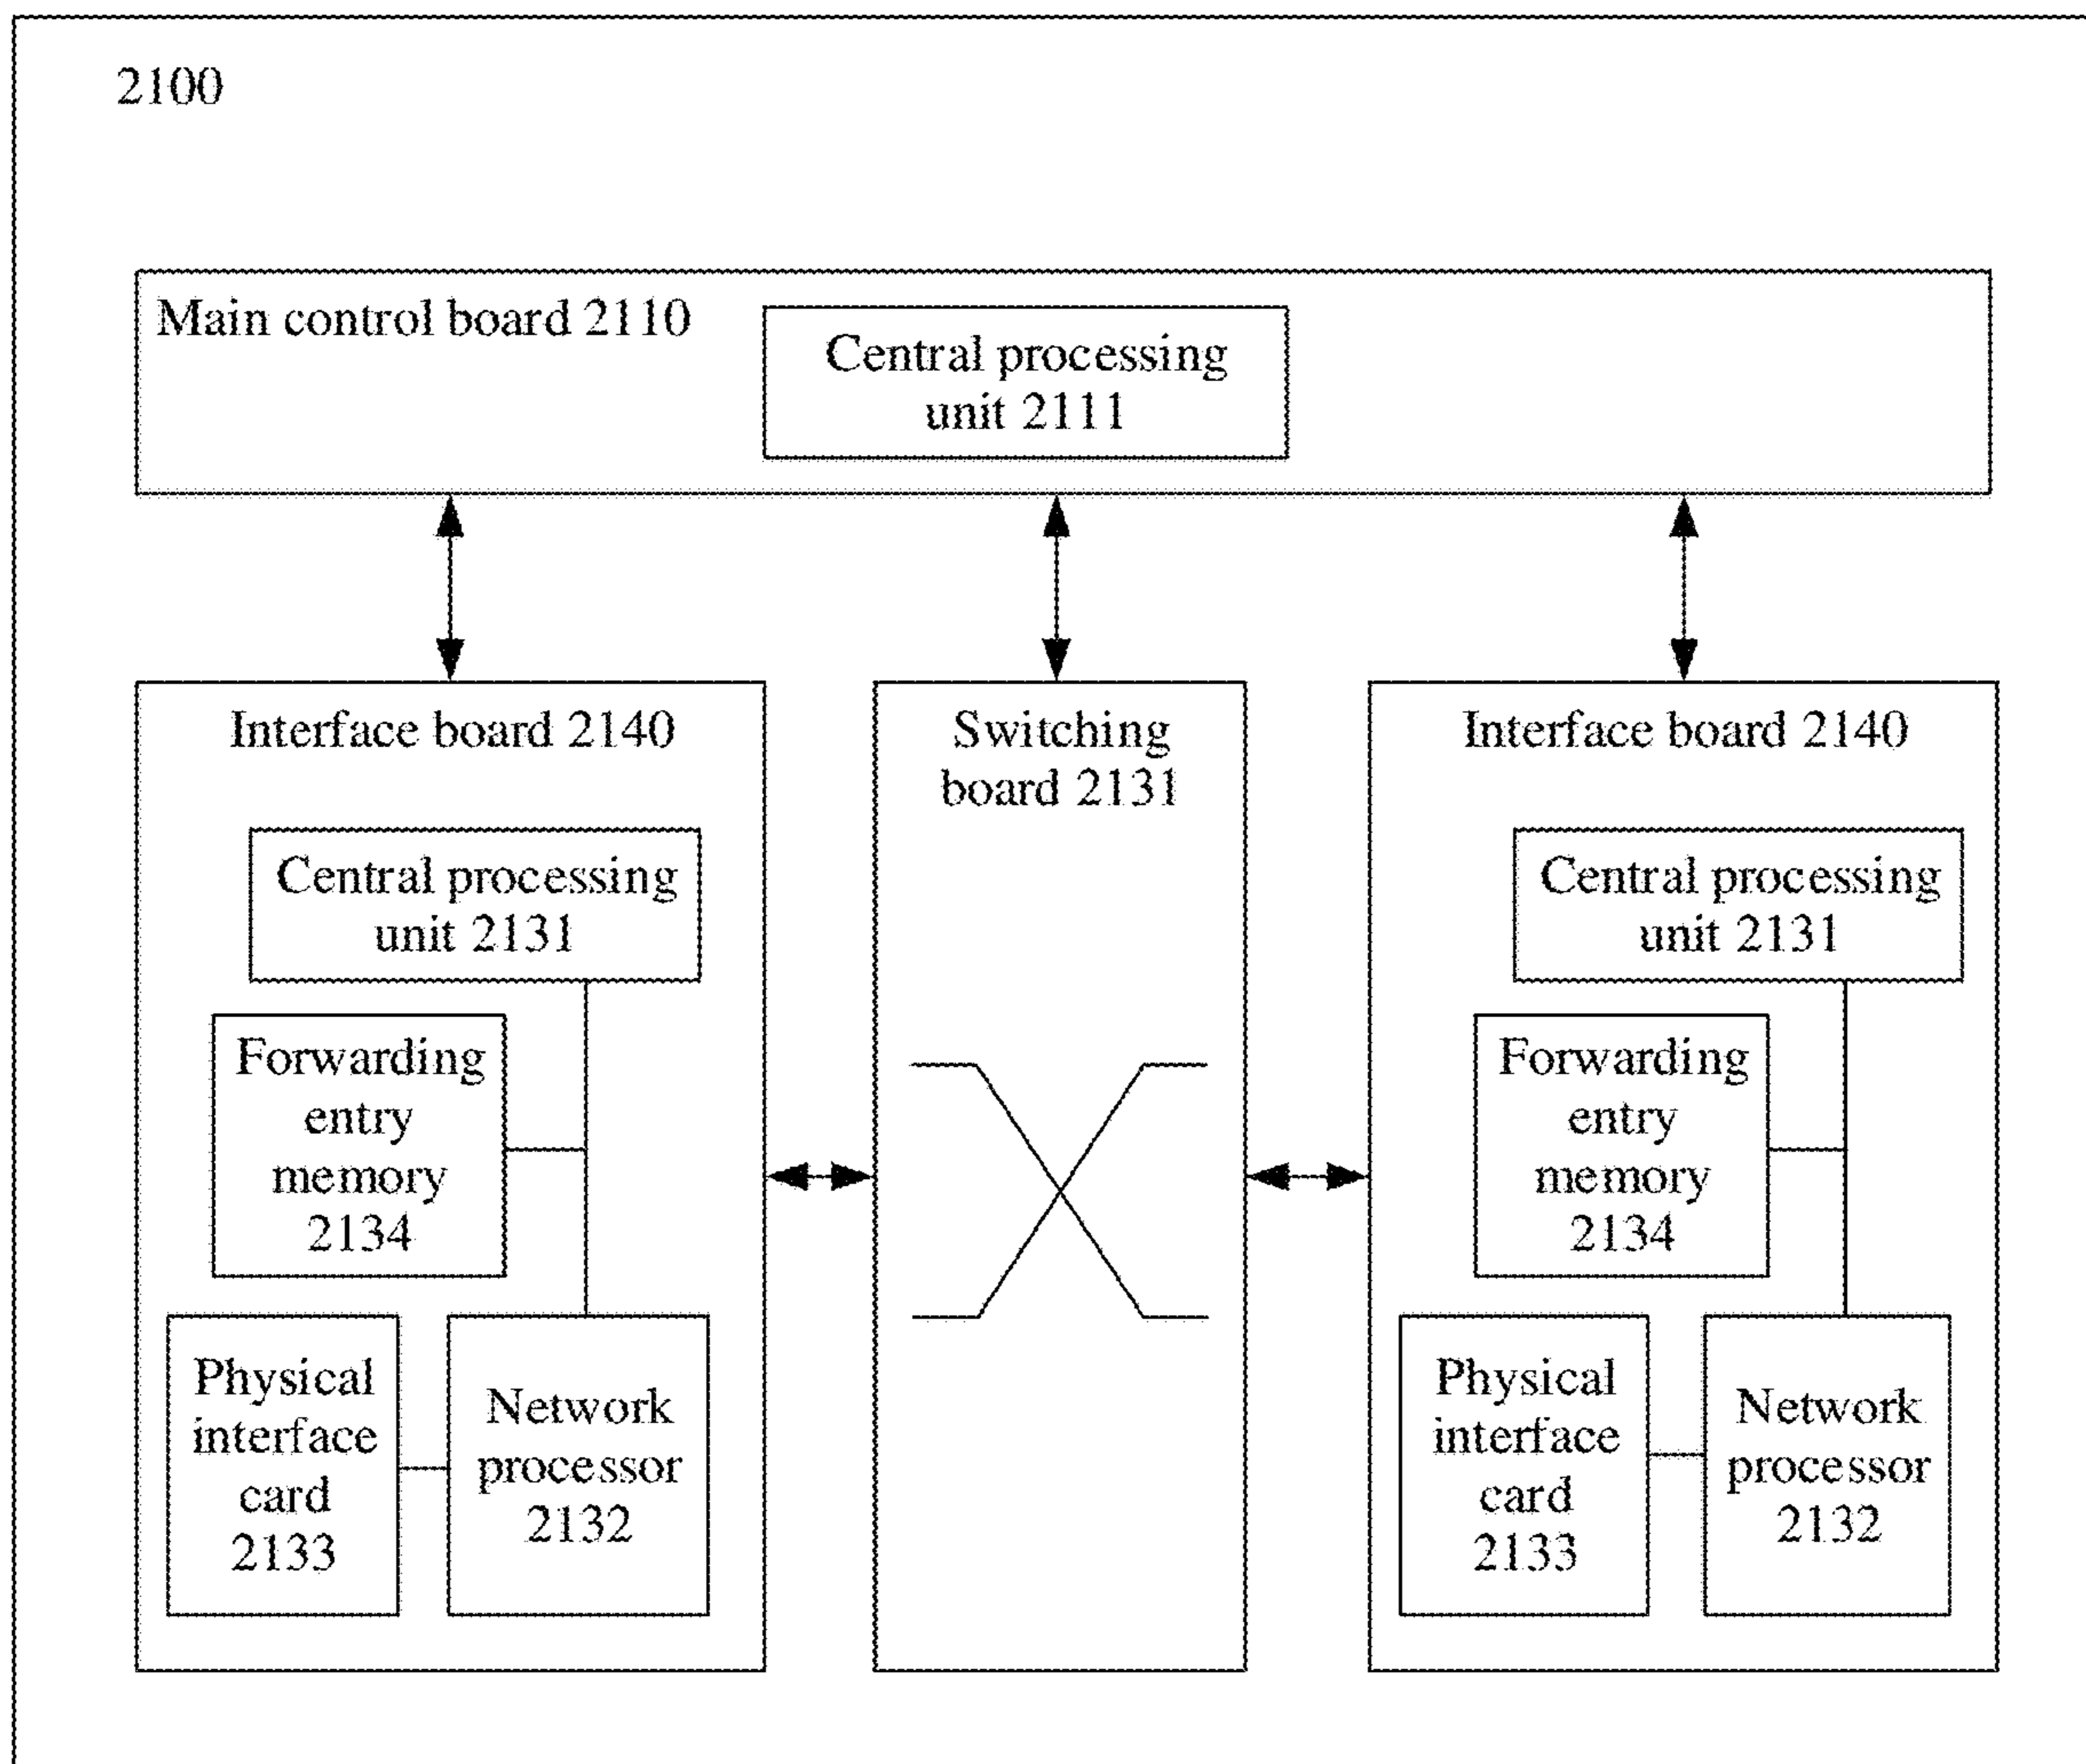 2100
Main control board 2110
Central processing
unit 2111
Interface board 2140
Central processing
unit 2131
Forwarding
entry
memory
2134
Physical
interface
card
2133
Network
processor
2132
Switching
board 2131
Interface board 2140
Central processing
unit 2131
Forwarding
entry
memory
2134
Physical
interface
card
2133
Network
processor
2132